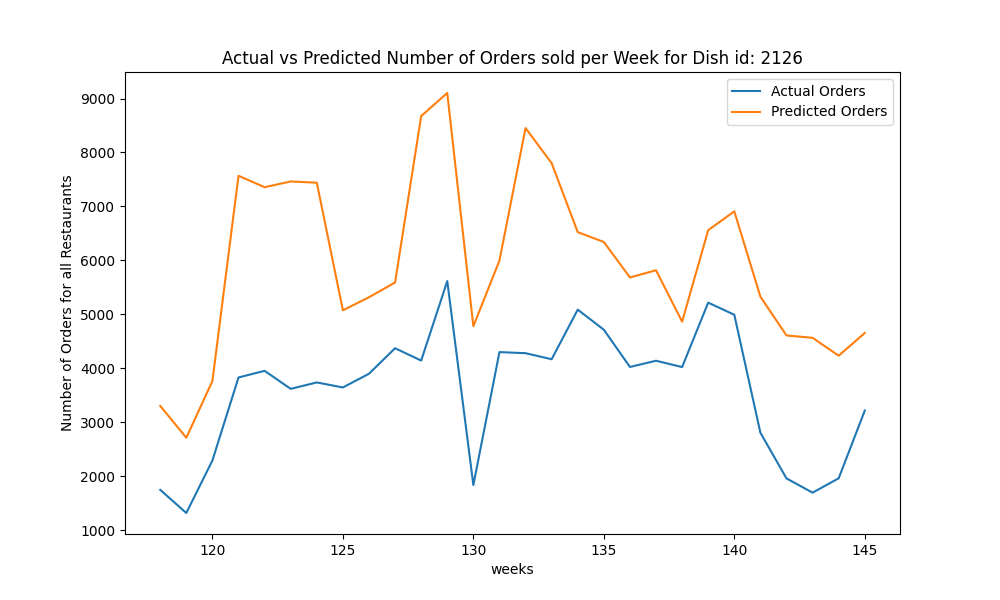 Actual vs Predicted Number of Orders sold per Week for Dish id: 2126
Actual Orders
Predicted Orders
Number of Orders for all Restaurants
9000
8000
7000
6000
5000
4000
3000
2000
1000
120 125 130 135 140 145
weeks